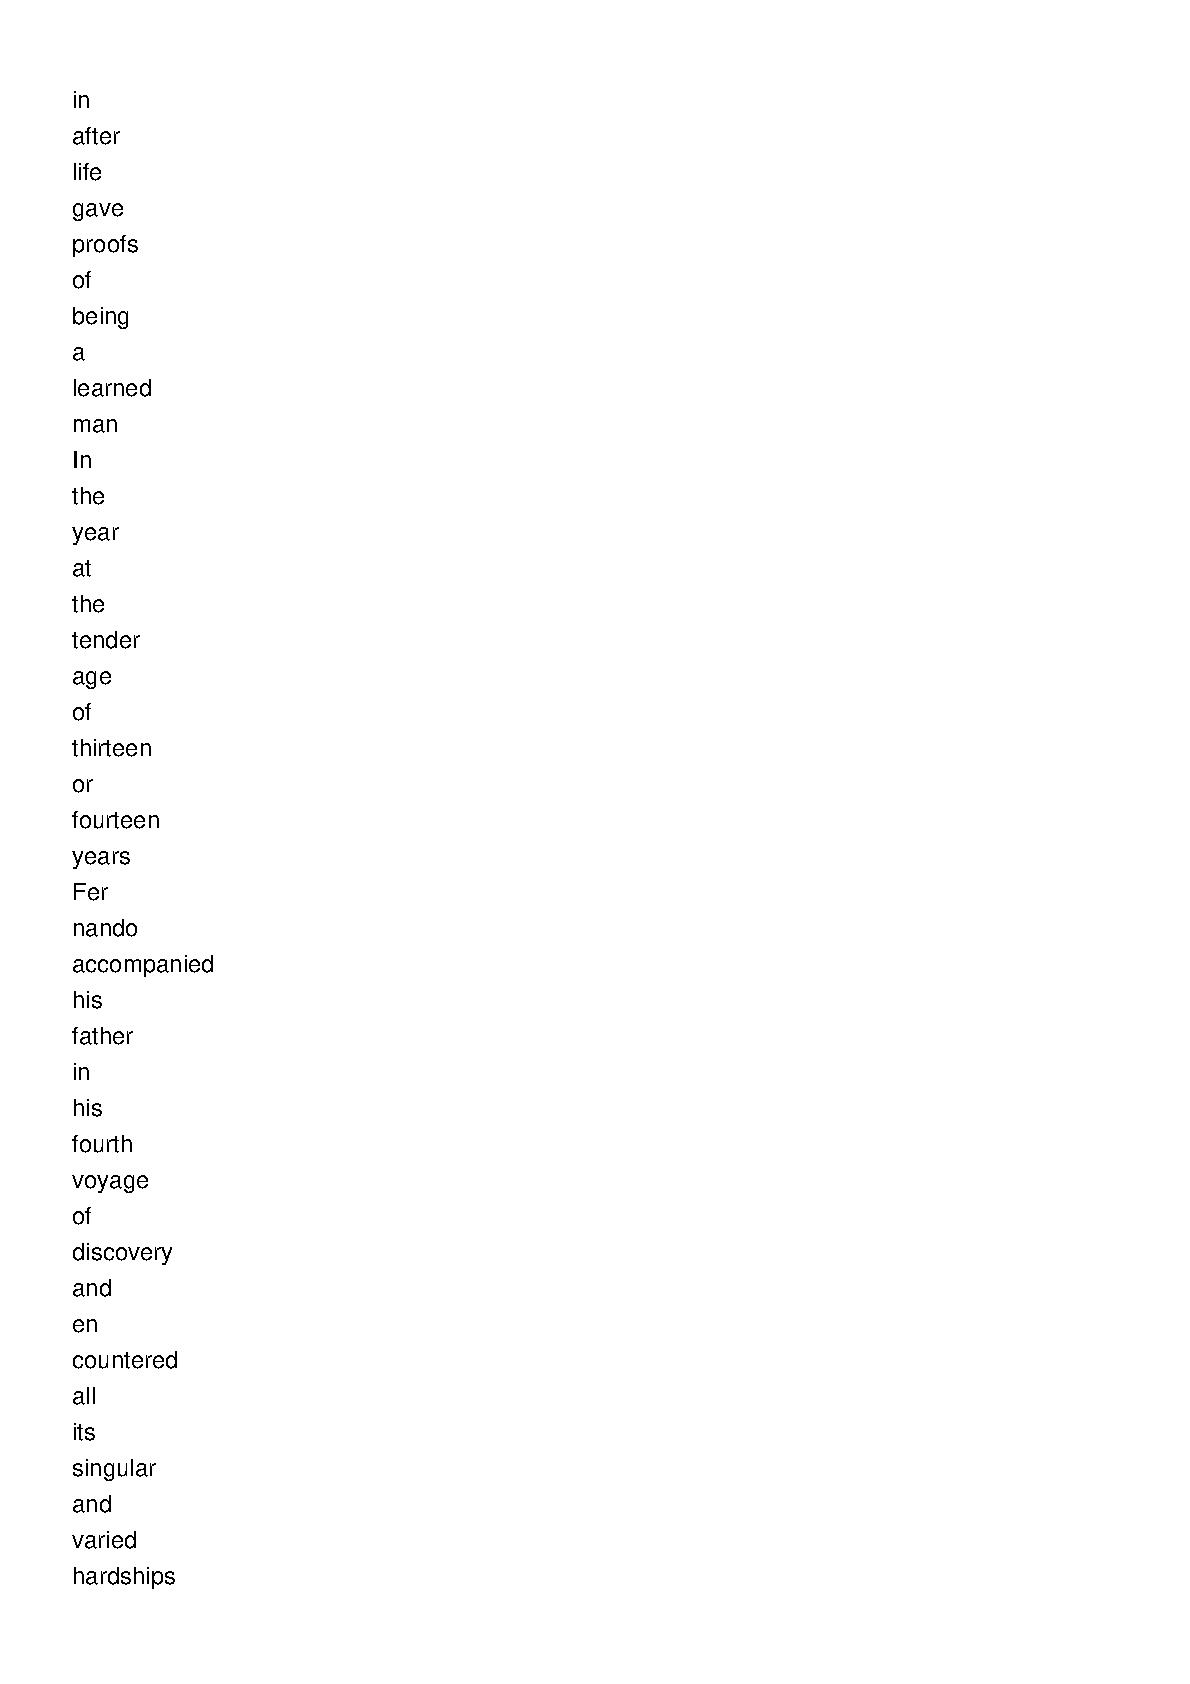 in
after
life
gave
proofs
of
being
a
learned
man
In
the
year
at
the
tender
age
of
thirteen
or
fourteen
years
Fer
nando
accompanied
his
father
in
his
fourth
voyage
of
discovery
and
en
countered
all
its
singular
and
varied
hardships